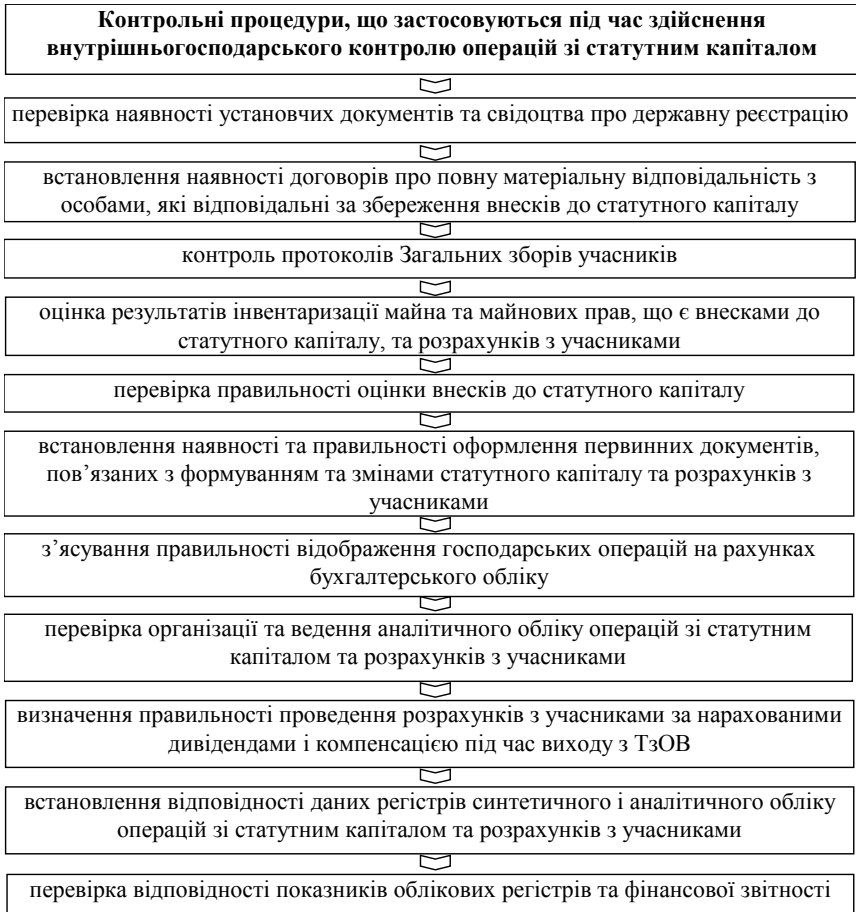 Контрольні процедури, що застосовуються під час здійснення
внутрішньогосподарського контролю операцій зі статутним капіталом
перевірка наявності установчих документів та свідоцтва про державну реєстрацію
встановлення наявності договорів про повну матеріальну відповідальність з
особами, які відповідальні за збереження внесків до статутного капіталу
контроль протоколів Загальних зборів учасників
оцінка результатів інвентаризації майна та майнових прав, що є внесками до
статутного капіталу, та розрахунків з учасниками
перевірка правильності оцінки внесків до статутного капіталу
встановлення наявності та правильності оформлення первинних документів,
пов’язаних з формуванням та змінами статутного капіталу та розрахунків з
учасниками
з’ясування правильності відображення господарських операцій на рахунках
бухгалтерського обліку
перевірка організації та ведення аналітичного обліку операцій зі статутним
капіталом та розрахунків з учасниками
визначення правильності проведення розрахунків з учасниками за нарахованими
дивідендами і компенсацією під час виходу з ТзОВ
встановлення відповідності даних регістрів синтетичного і аналітичного обліку
операцій зі статутним капіталом та розрахунків з учасниками
перевірка відповідності показників облікових регістрів та фінансової звітності